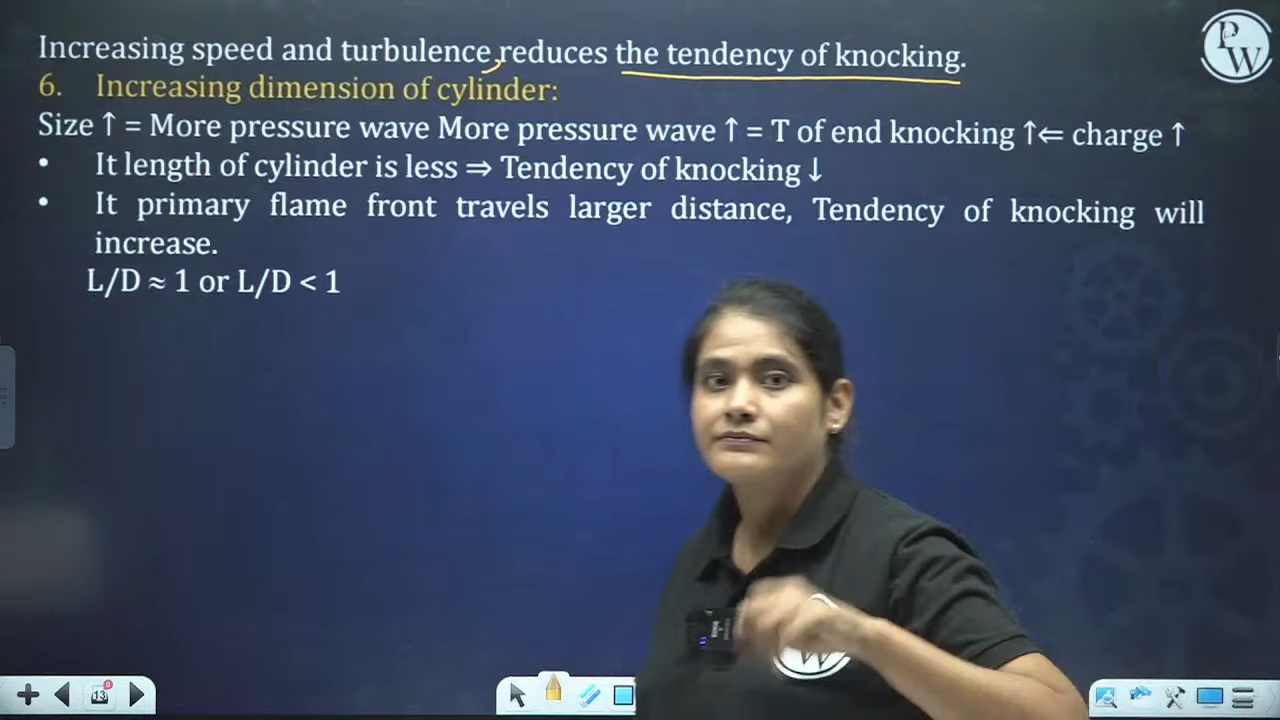 Increasing speed and turbulence reduces the tendency of knocking.
6. Increasing dimension of cylinder:
Size ↑ = More pressure wave More pressure wave ↑ = T of end knocking ↑⇐ charge ↑
• It length of cylinder is less ⇒ Tendency of knocking ↓
• It primary flame front travels larger distance, Tendency of knocking will
increase.
L/D ≈ 1 or L/D < 1
PW
13
W